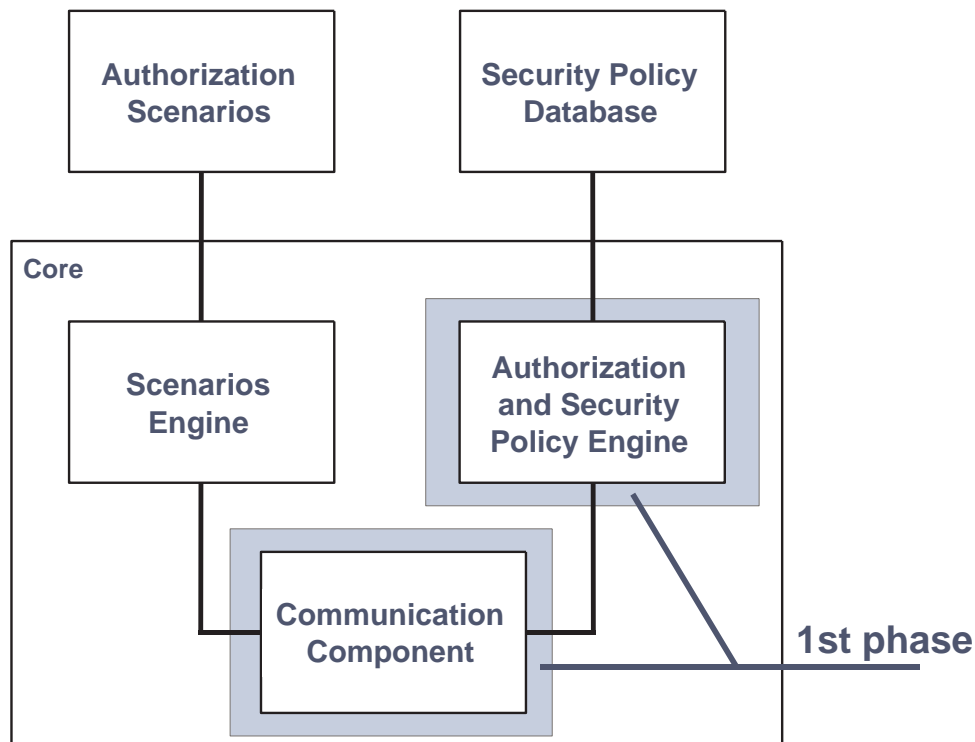 Authorization
Scenarios
Security Policy
Database
Core
Scenarios
Engine
Authorization
and Security
Policy Engine
Communication
Component
1st phase